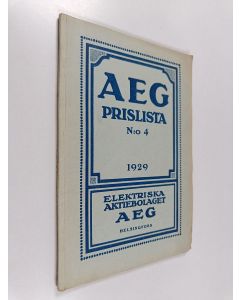 AEG
PRISLISTA
N:o 4
1929
ELEKTRISKA
AKTIEBOLAGET
AEG
HELSINGFORS